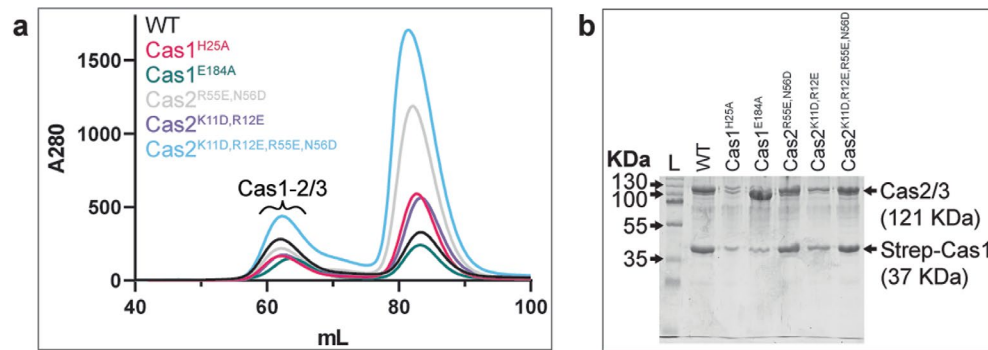 a
WT
Cas1H25A
Cas1E184A
Cas2R55E,N56D
Cas2K11D,R12E
Cas2K11D,R12E,R55E,N56D
Cas1-2/3
A280
1500
1000
500
0
40 60 80 100
mL
b
KDa
L
WT
Cas1H25A
Cas1E184A
Cas2R55E,N56D
Cas2K11D,R12E
Cas2K11D,R12E,R55E,N56D
130
100
55
35
Cas2/3
(121 KDa)
Strep-Cas1
(37 KDa)